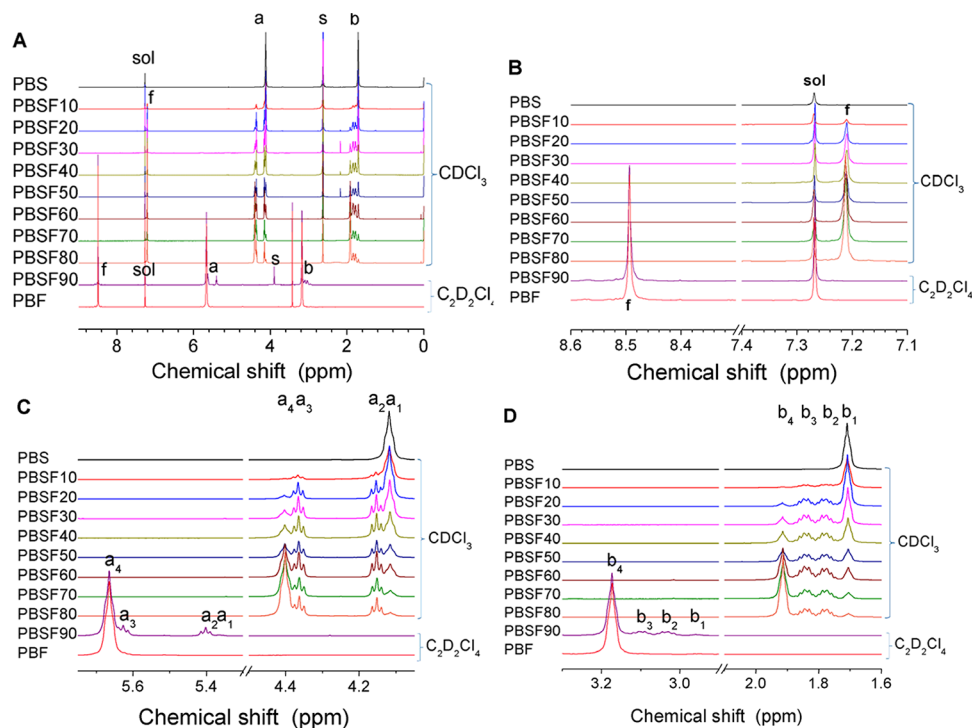 A
a
s
b
sol
f
PBS
PBSF10
PBSF20
PBSF30
PBSF40
PBSF50
PBSF60
PBSF70
PBSF80
PBSF90
PBF
f
sol
a
s
b
CDCl3
C2D2Cl4
8
6
4
2
0
Chemical shift (ppm)
B
sol
f
PBS
PBSF10
PBSF20
PBSF30
PBSF40
PBSF50
PBSF60
PBSF70
PBSF80
PBSF90
PBF
f
CDCl3
C2D2Cl4
8.6
8.5
7.4
7.3
7.2
7.1
Chemical shift (ppm)
C
a4 a3
a2 a1
PBS
PBSF10
PBSF20
PBSF30
PBSF40
PBSF50
PBSF60
PBSF70
PBSF80
PBSF90
PBF
a4
a3
a2 a1
CDCl3
C2D2Cl4
5.6
5.4
4.4
4.2
Chemical shift (ppm)
D
b4 b3 b2 b1
PBS
PBSF10
PBSF20
PBSF30
PBSF40
PBSF50
PBSF60
PBSF70
PBSF80
PBSF90
PBF
b4
b3 b2 b1
CDCl3
C2D2Cl4
3.2
3.0
2.0
1.8
1.6
Chemical shift (ppm)